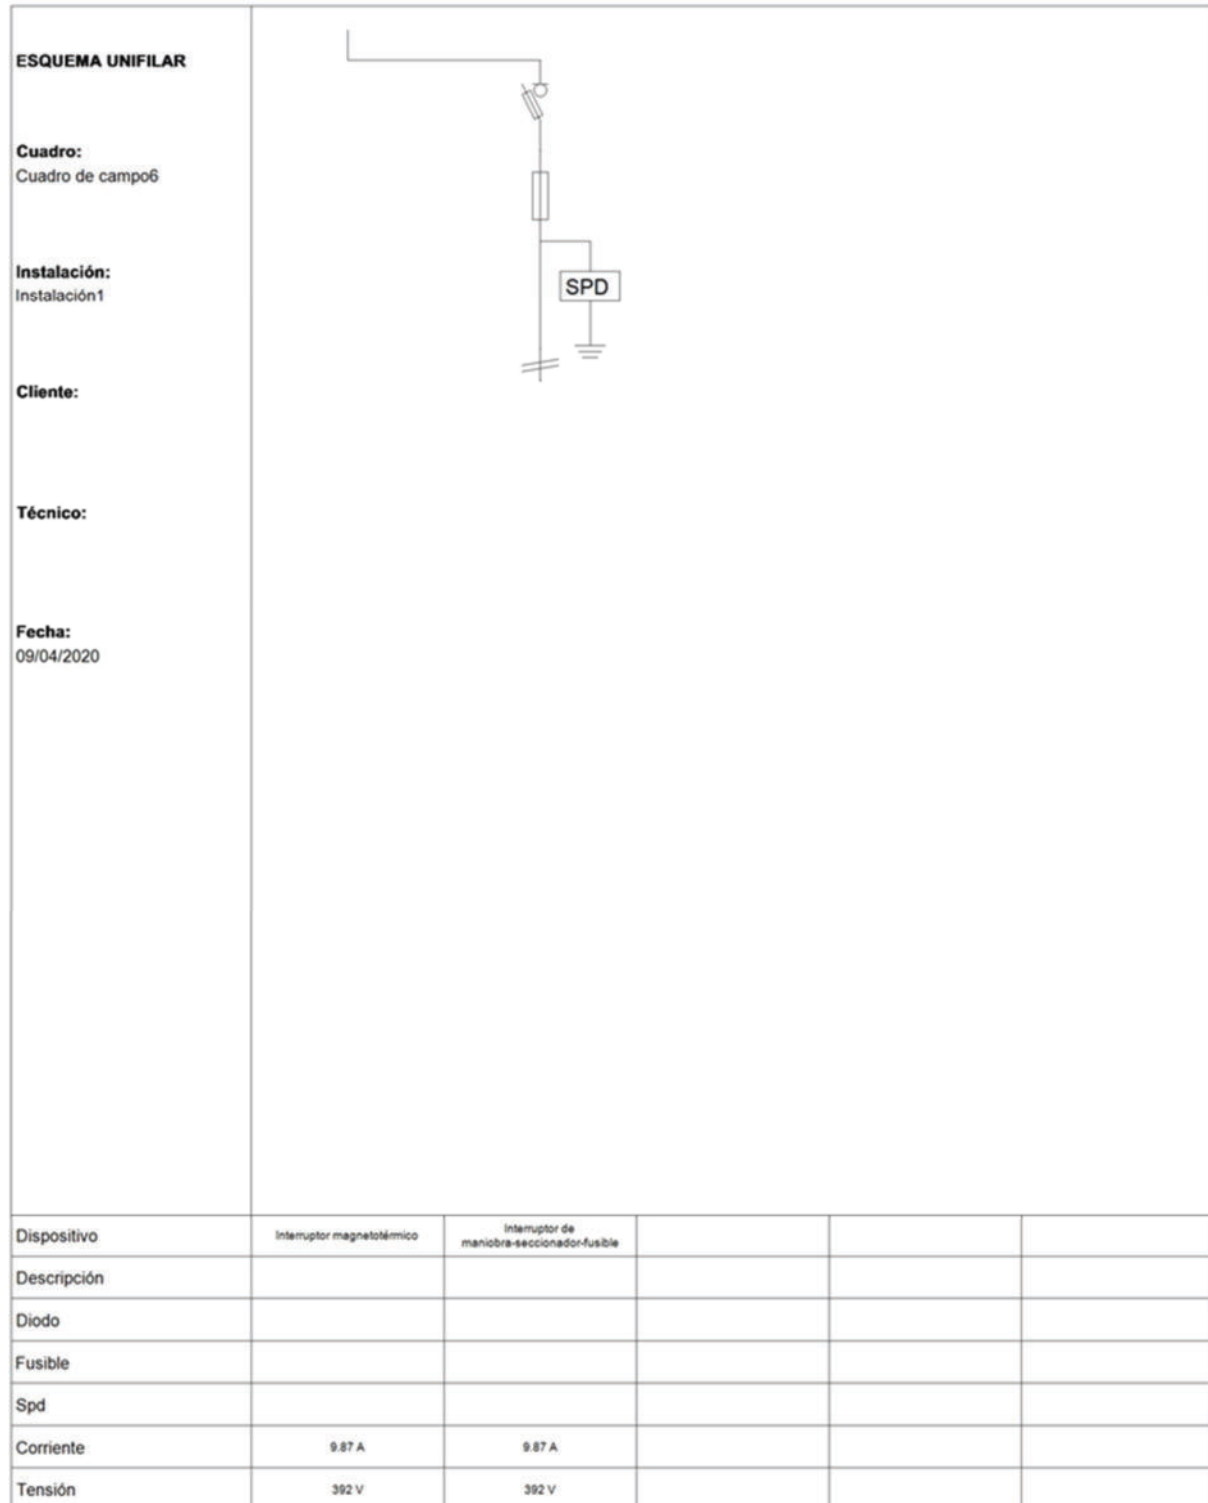 ESQUEMA UNIFILAR
Cuadro:
Cuadro de campo6
Instalación:
Instalación1
SPD
Cliente:
Técnico:
Fecha:
09/04/2020
Dispositivo
Interruptor magnetotérmico
Interruptor de
maniobra-seccionador-fusible
Descripción
Diodo
Fusible
Spd
Corriente 9.87 A 9.87 A
Tensión 392 V 392 V